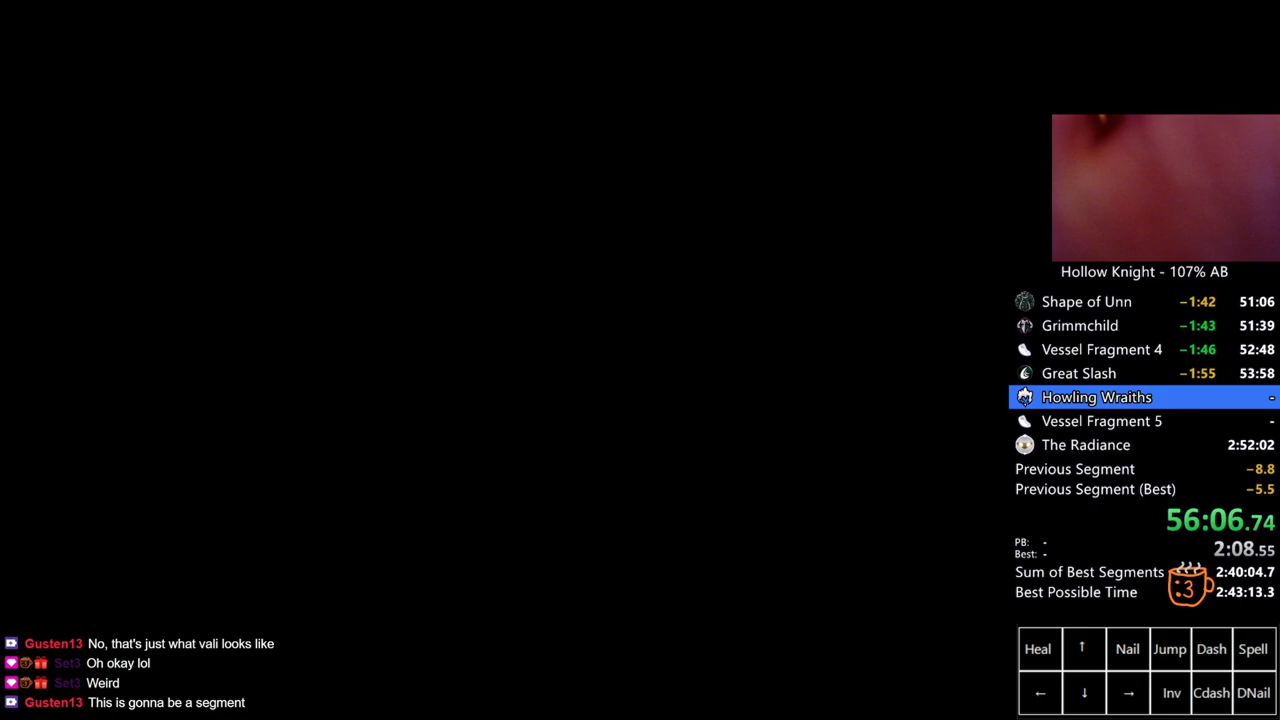 Hollow Knight - 107% AB
Shape of Unn −1:42 51:06
Grimmchild −1:43 51:39
Vessel Fragment 4 −1:46 52:48
Great Slash −1:55 53:58
Howling Wraiths -
Vessel Fragment 5 -
The Radiance 2:52:02
Previous Segment −8.8
Previous Segment (Best) −5.5
56:06.74
PB: - 2:08.55
Best: -
Sum of Best Segments 2:40:04.7
Best Possible Time 2:43:13.3
:3
Heal ↑ Nail Jump Dash Spell
← ↓ → Inv Cdash DNail
Gusten13 No, that's just what vali looks like
Set3 Oh okay lol
Set3 Weird
Gusten13 This is gonna be a segment